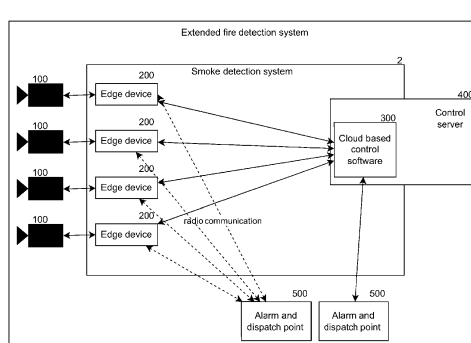 Extended fire detection system
2
Smoke detection system
400
Control
server
100
200
Edge device
300
Cloud based
control
software
100
200
Edge device
100
200
Edge device
100
200
Edge device
radio communication
500
Alarm and
dispatch point
500
Alarm and
dispatch point